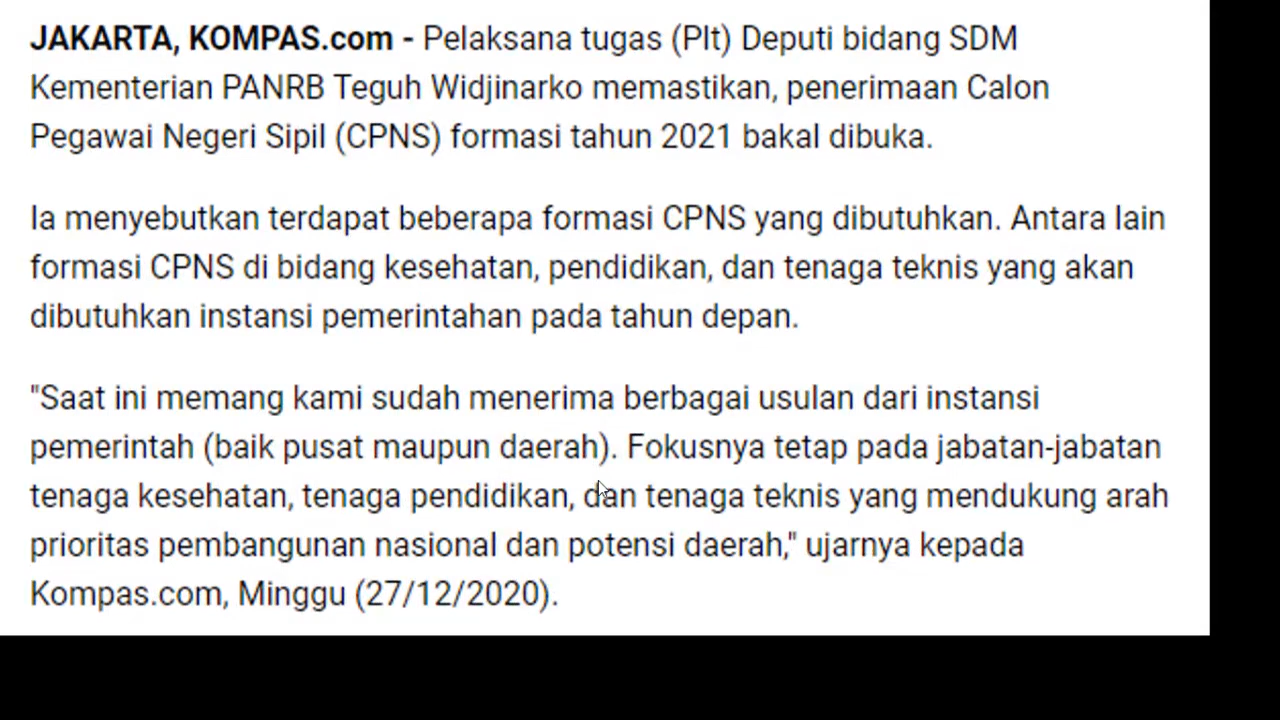 JAKARTA, KOMPAS.com - Pelaksana tugas (Plt) Deputi bidang SDM
Kementerian PANRB Teguh Widjinarko memastikan, penerimaan Calon
Pegawai Negeri Sipil (CPNS) formasi tahun 2021 bakal dibuka.
Ia menyebutkan terdapat beberapa formasi CPNS yang dibutuhkan. Antara lain
formasi CPNS di bidang kesehatan, pendidikan, dan tenaga teknis yang akan
dibutuhkan instansi pemerintahan pada tahun depan.
"Saat ini memang kami sudah menerima berbagai usulan dari instansi
pemerintah (baik pusat maupun daerah). Fokusnya tetap pada jabatan-jabatan
tenaga kesehatan, tenaga pendidikan, dan tenaga teknis yang mendukung arah
prioritas pembangunan nasional dan potensi daerah," ujarnya kepada
Kompas.com, Minggu (27/12/2020).